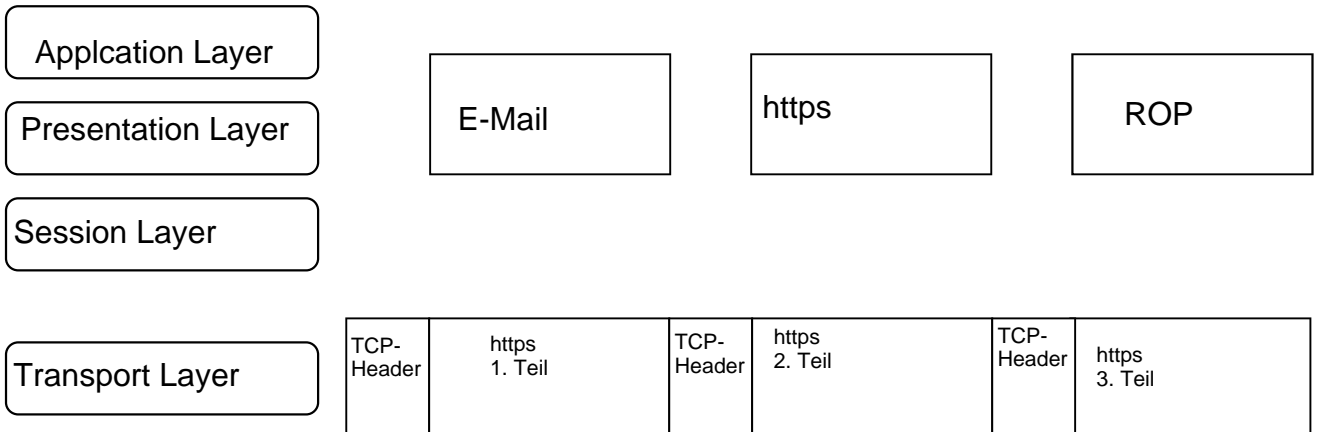 Applcation Layer
E-Mail
https
ROP
Presentation Layer
Session Layer
TCP-
Header
https
1. Teil
TCP-
Header
https
2. Teil
TCP-
Header
https
3. Teil
Transport Layer